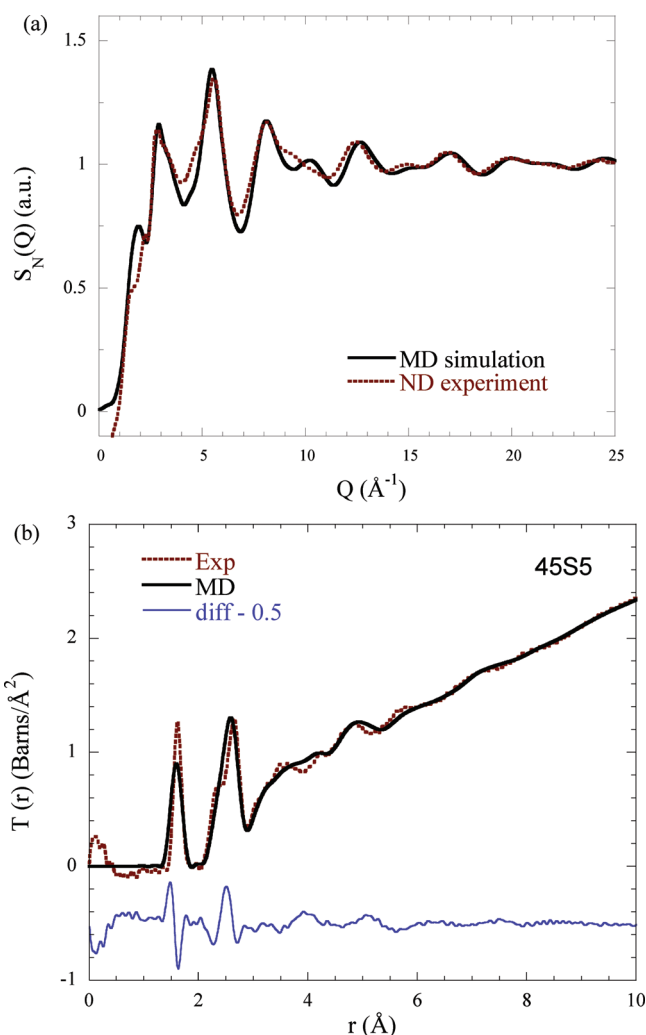 (a)
1.5
1
0.5
0
S_N(Q) (a.u.)
MD simulation
ND experiment
0 5 10 15 20 25
Q (Å⁻¹)
(b)
3
2
1
0
-1
T (r) (Barns/Å²)
Exp
MD
diff - 0.5
45S5
0 2 4 6 8 10
r (Å)